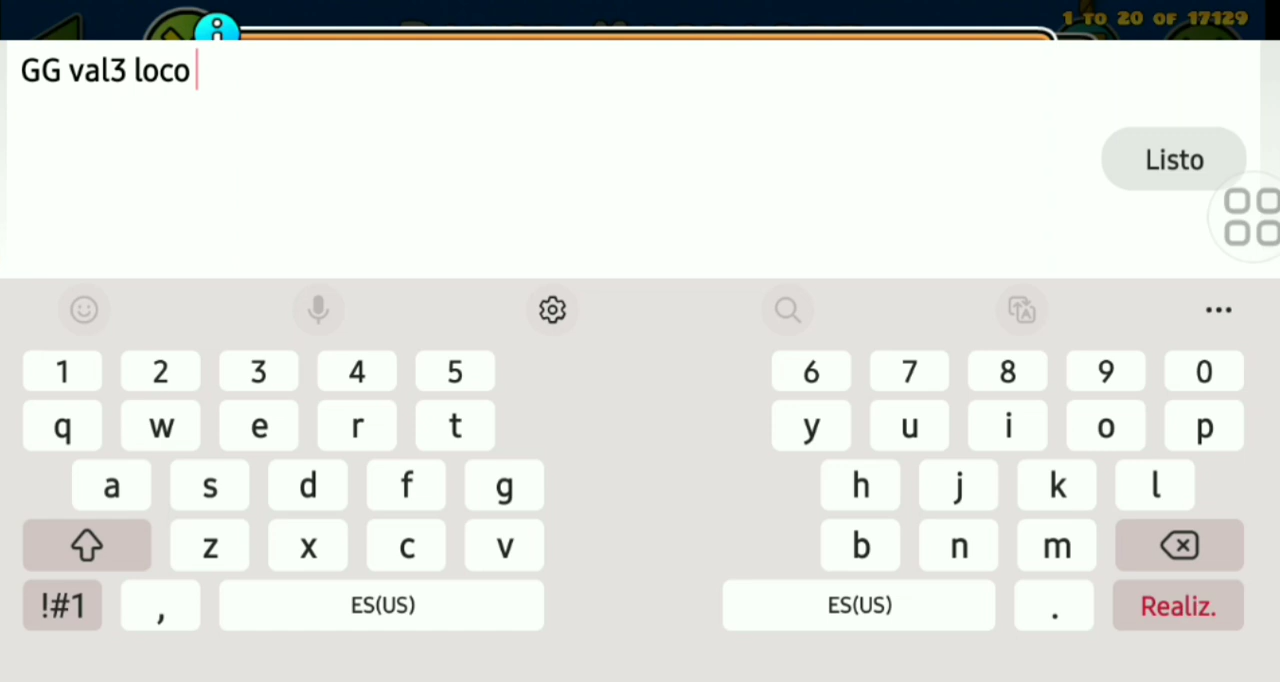 1 TO 20 OF 17129
GG val3 loco
Listo
1 2 3 4 5 6 7 8 9 0
q w e r t y u i o p
a s d f g h j k l
z x c v b n m
!#1 , ES(US) ES(US) . Realiz.